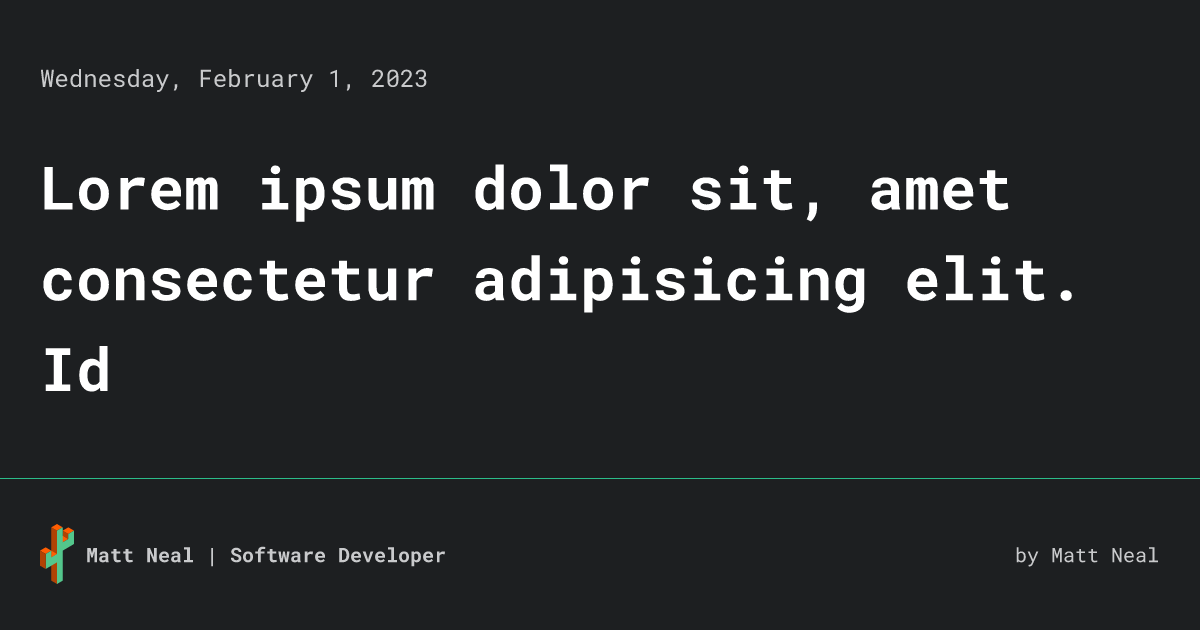 Wednesday, February 1, 2023
Lorem ipsum dolor sit, amet
consectetur adipisicing elit.
Id
Matt Neal | Software Developer
by Matt Neal